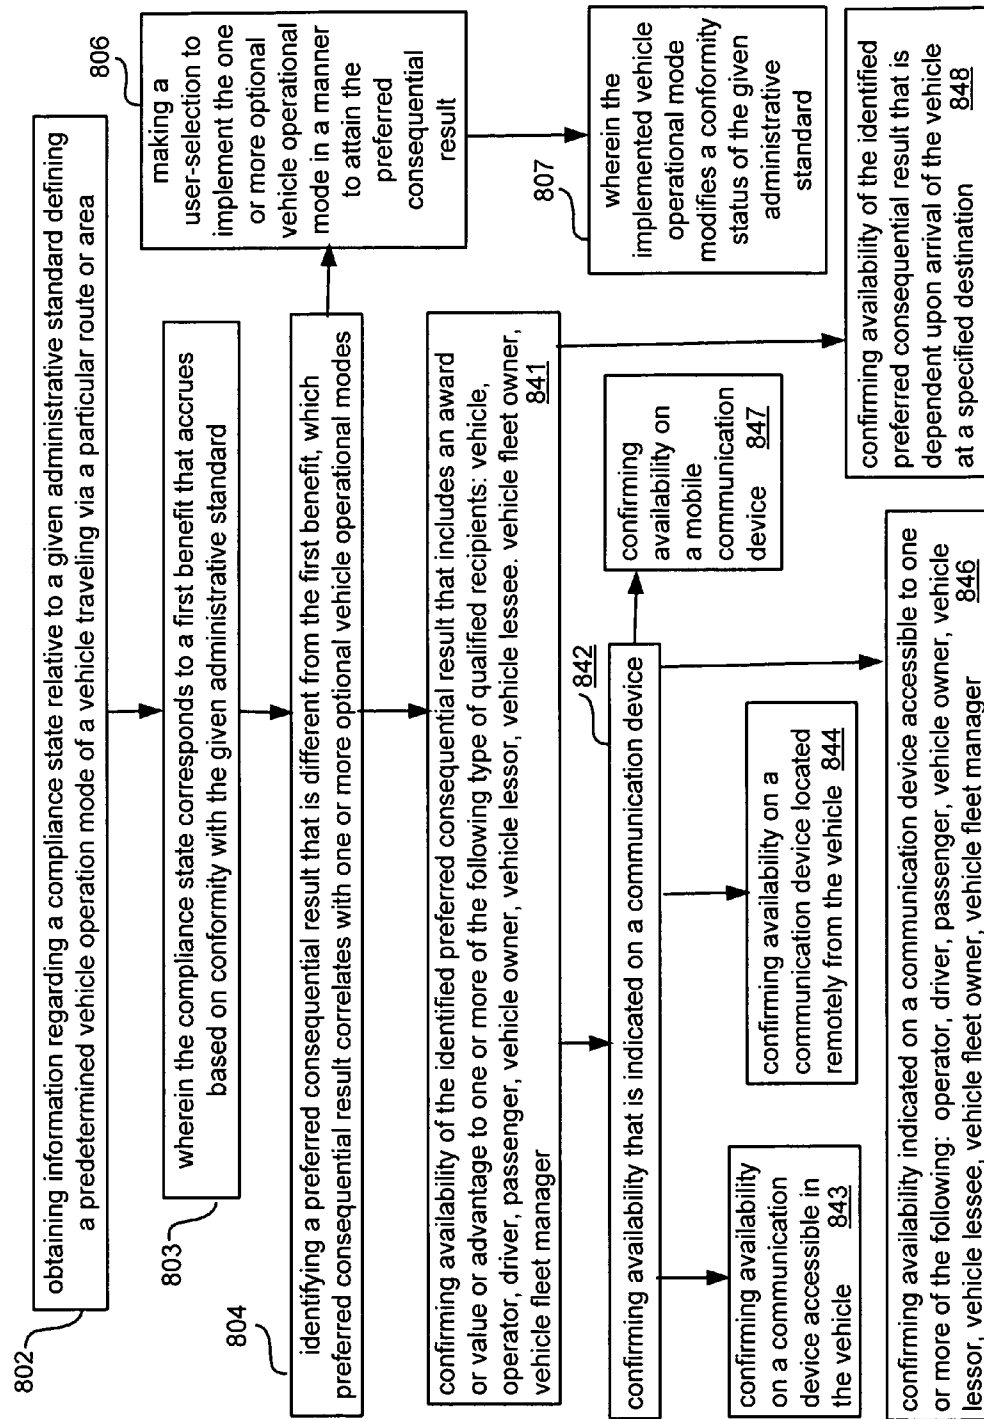 802
obtaining information regarding a compliance state relative to a given administrative standard defining
a predetermined vehicle operation mode of a vehicle traveling via a particular route or area
803
wherein the compliance state corresponds to a first benefit that accrues
based on conformity with the given administrative standard
804
identifying a preferred consequential result that is different from the first benefit, which
preferred consequential result correlates with one or more optional vehicle operational modes
806
making a
user-selection to
implement the one
or more optional
vehicle operational
mode in a manner
to attain the
preferred
consequential
result
807
wherein the
implemented vehicle
operational mode
modifies a conformity
status of the given
administrative
standard
confirming availability of the identified preferred consequential result that includes an award
or value or advantage to one or more of the following type of qualified recipients: vehicle,
operator, driver, passenger, vehicle owner, vehicle lessor, vehicle lessee. vehicle fleet owner,
vehicle fleet manager 841
842
confirming availability that is indicated on a communication device
confirming availability
on a communication
device accessible in
the vehicle 843
confirming availability on a
communication device located
remotely from the vehicle 844
confirming
availability on
a mobile
communication
device 847
confirming availability indicated on a communication device accessible to one
or more of the following: operator, driver, passenger, vehicle owner, vehicle
lessor, vehicle lessee, vehicle fleet owner, vehicle fleet manager 846
confirming availability of the identified
preferred consequential result that is
dependent upon arrival of the vehicle
at a specified destination 848